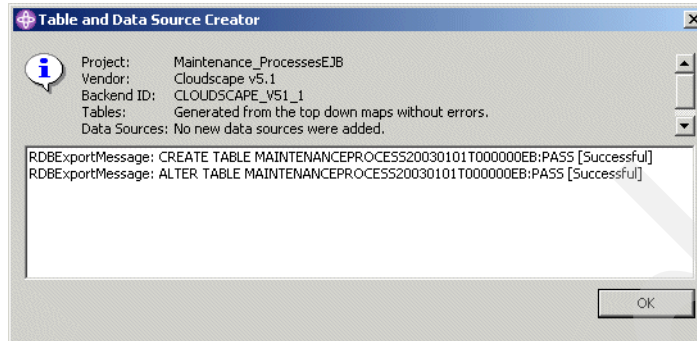 Table and Data Source Creator
Project: Maintenance_ProcessesEJB
Vendor: Cloudscape v5.1
Backend ID: CLOUDSCAPE_V51_1
Tables: Generated from the top down maps without errors.
Data Sources: No new data sources were added.
RDBExportMessage: CREATE TABLE MAINTENANCEPROCESS20030101T000000EB:PASS [Successful]
RDBExportMessage: ALTER TABLE MAINTENANCEPROCESS20030101T000000EB:PASS [Successful]
OK